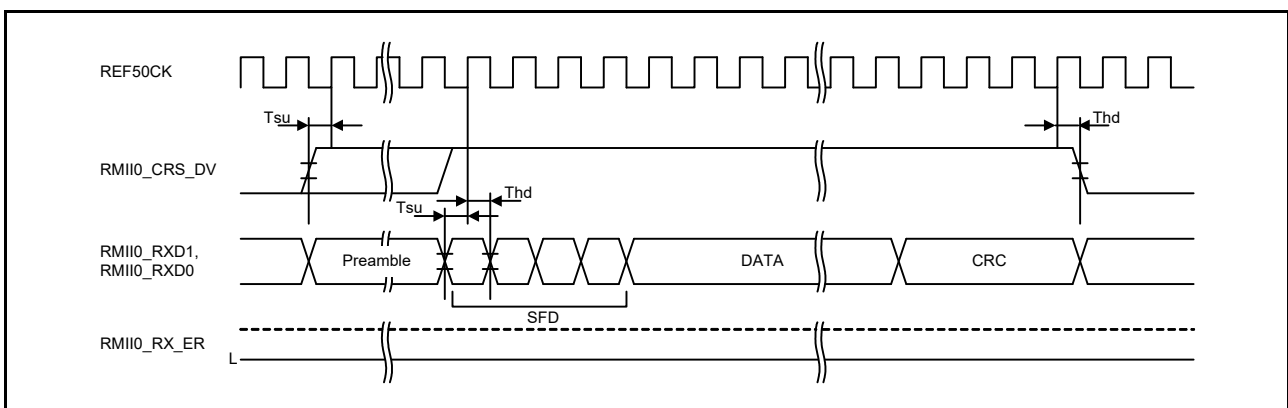 REF50CK
Tsu
Thd
RMII0_CRS_DV
Thd
Tsu
RMII0_RXD1,
RMII0_RXD0
Preamble
DATA
CRC
SFD
RMII0_RX_ER
L